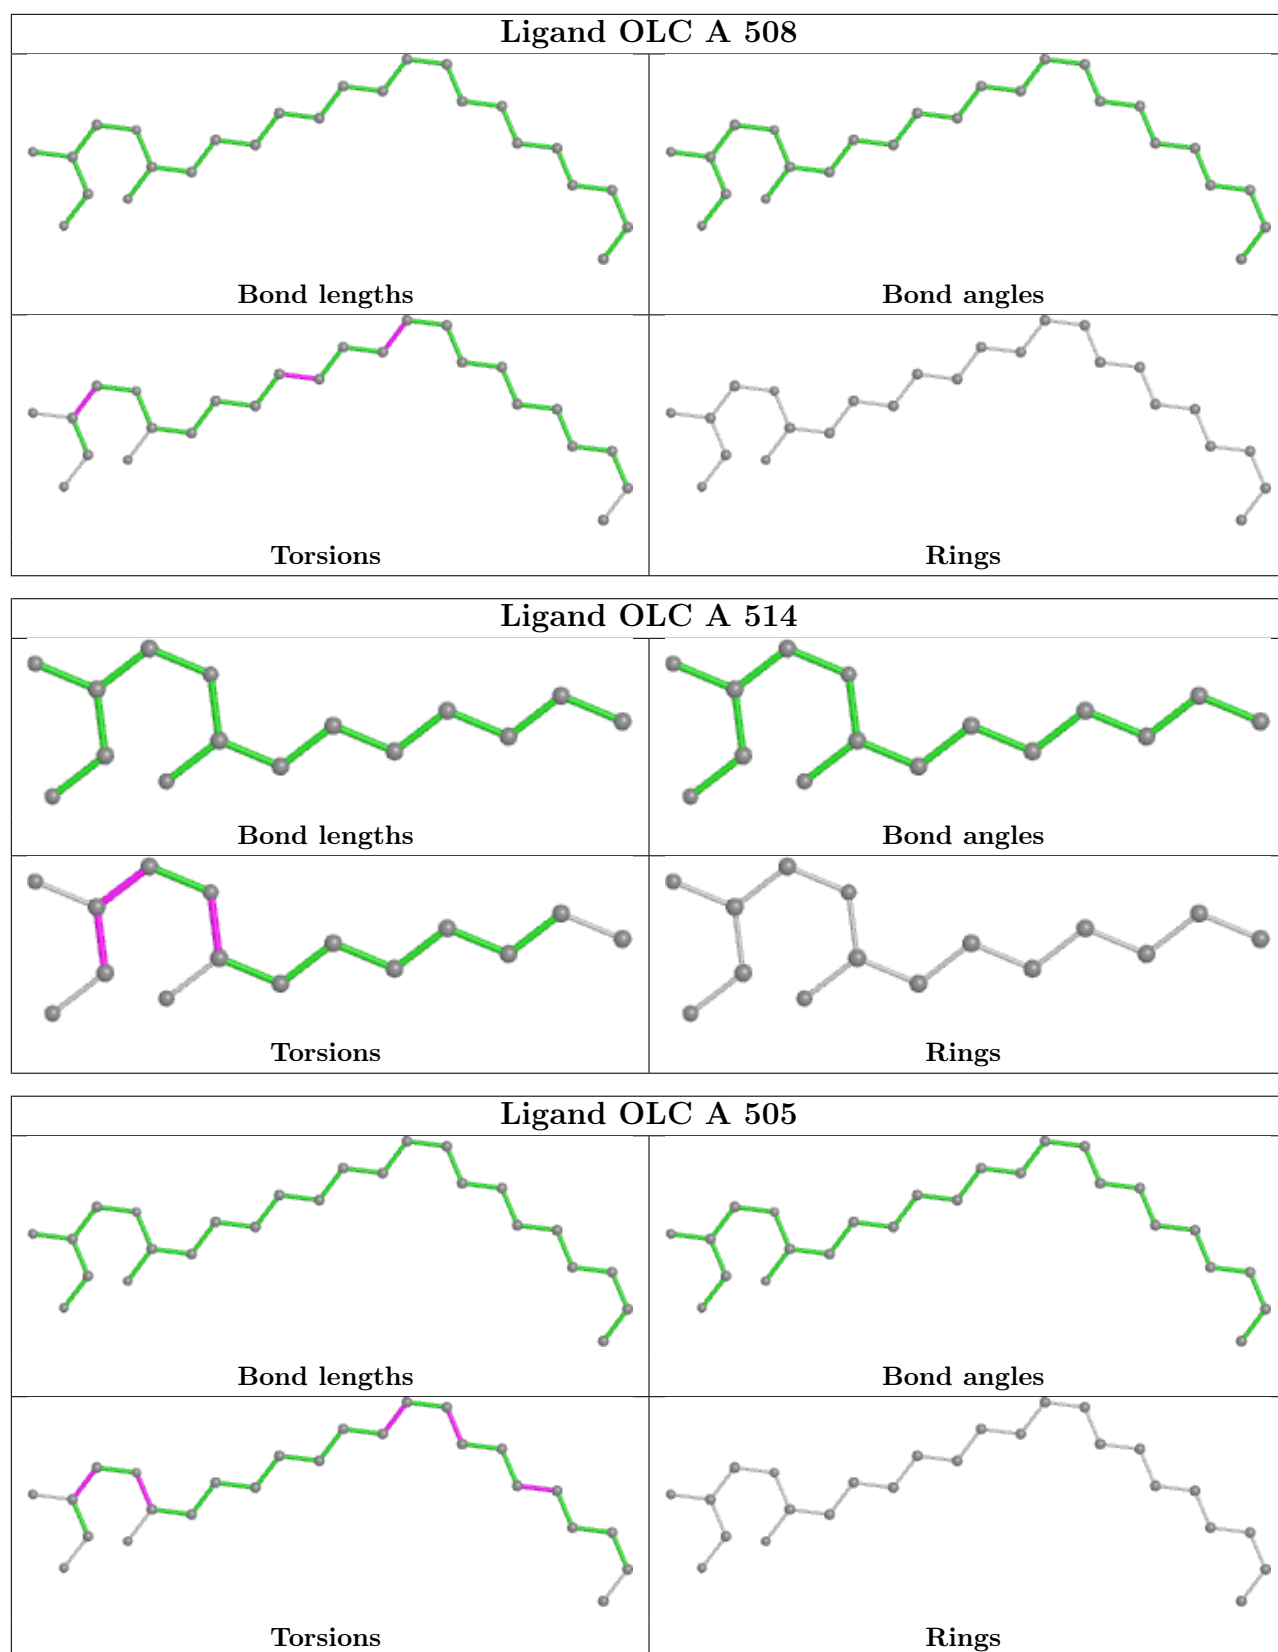 Ligand OLC A 508
Bond lengths
Bond angles
Torsions
Rings
Ligand OLC A 514
Bond lengths
Bond angles
Torsions
Rings
Ligand OLC A 505
Bond lengths
Bond angles
Torsions
Rings